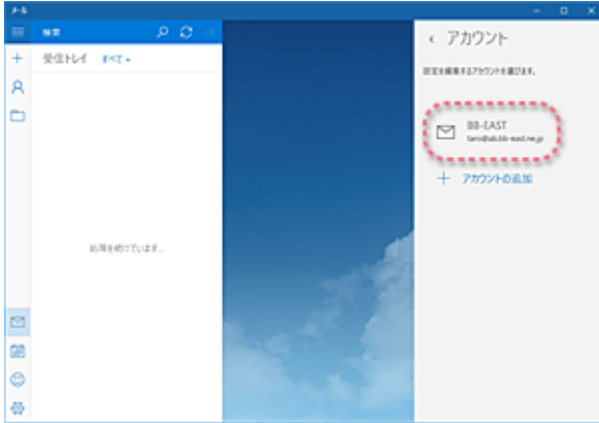 メール
検索
受信トレイ すべて
処理を続けています...
アカウント
設定を編集するアカウントを選びます。
BB-EAST
taro@ab.bb-east.ne.jp
アカウントの追加